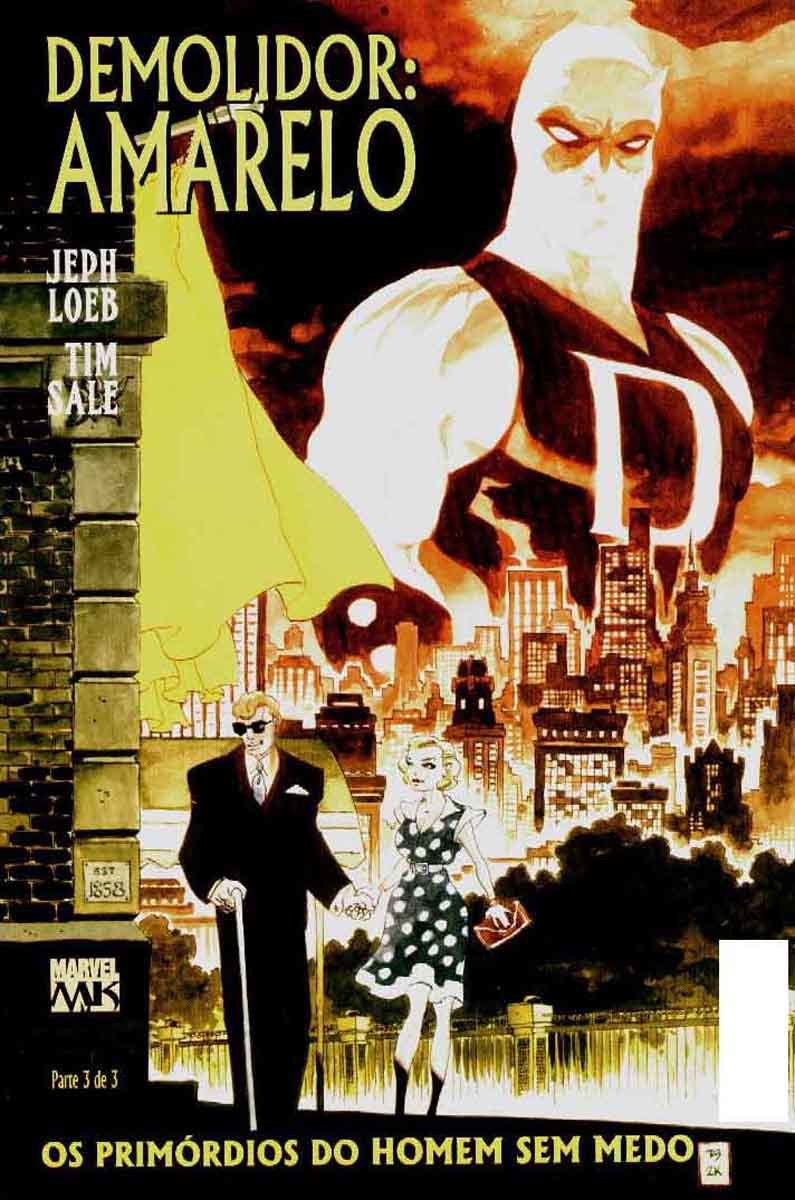 DEMOLIDOR:
AMARELO
JEPH
LOEB
TIM
SALE
D
EST
1858
MARVEL
MK
Parte 3 de 3
OS PRIMÓRDIOS DO HOMEM SEM MEDO